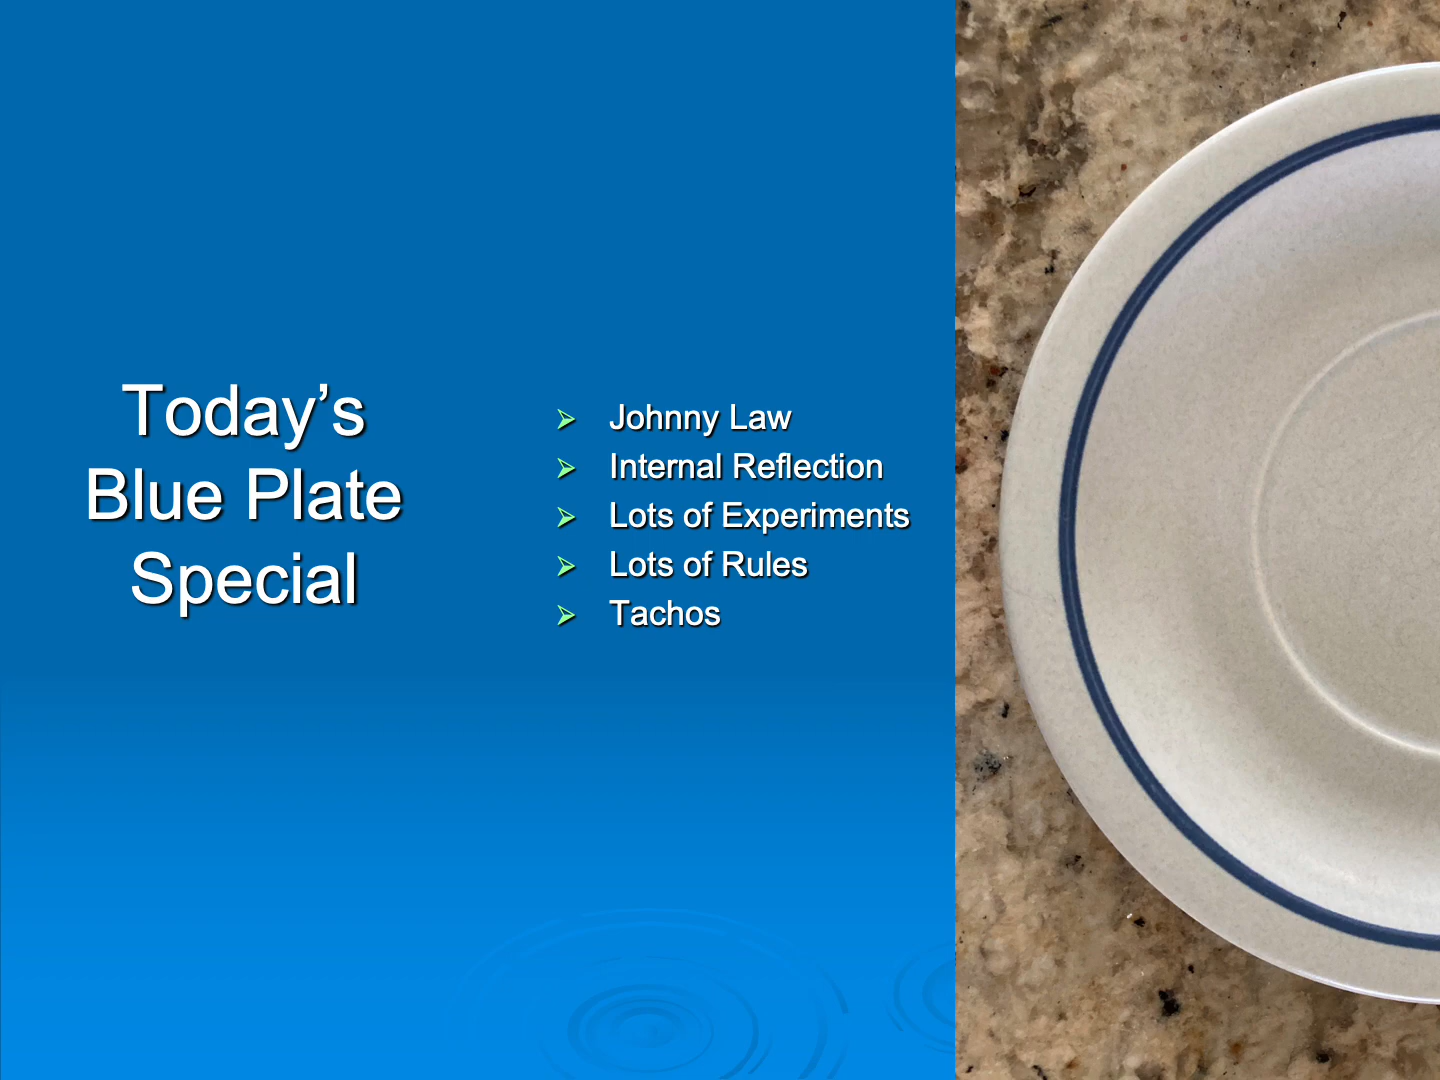 Today’s
Blue Plate
Special
Johnny Law
Internal Reflection
Lots of Experiments
Lots of Rules
Tachos